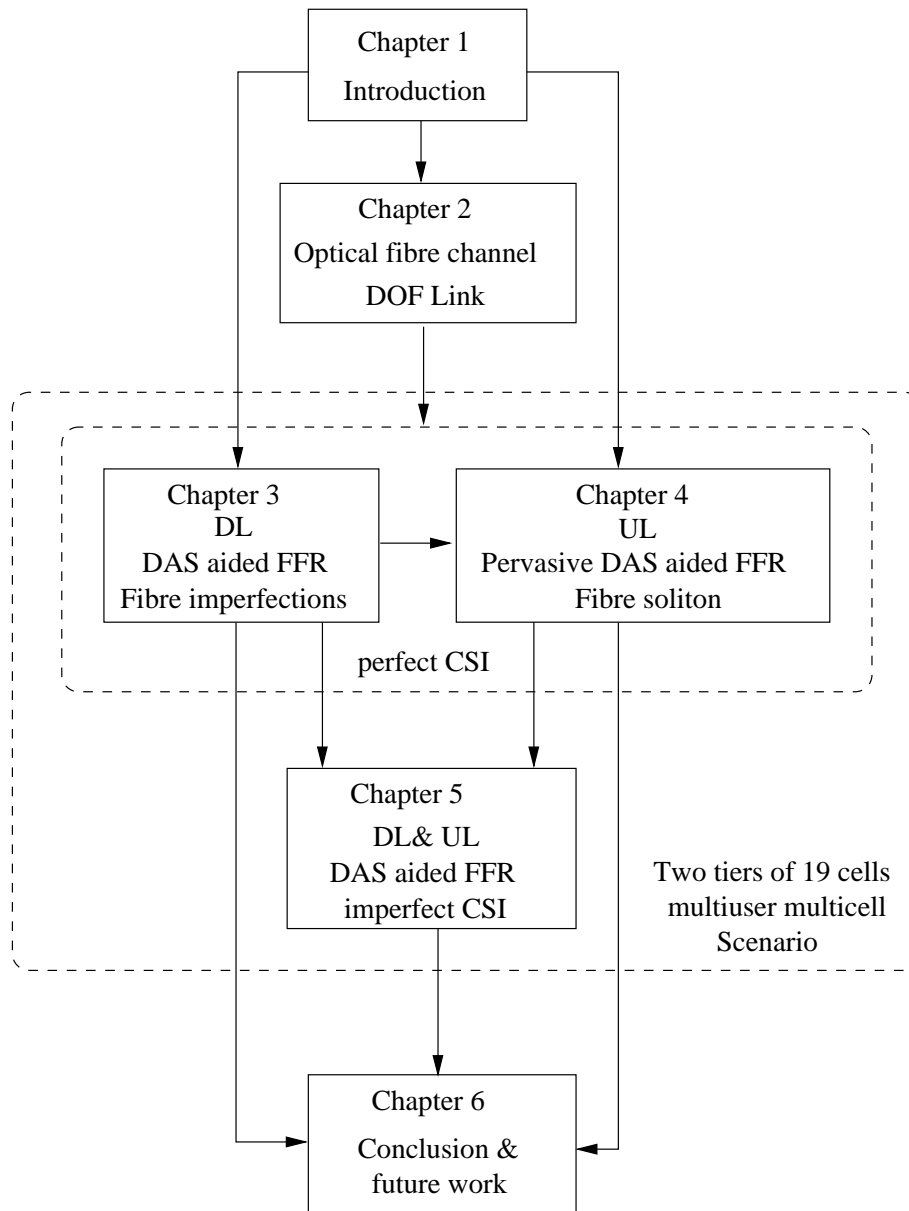 Chapter 1
Introduction
Chapter 2
Optical fibre channel
DOF Link
Chapter 3
DL
DAS aided FFR
Fibre imperfections
Chapter 4
UL
Pervasive DAS aided FFR
Fibre soliton
perfect CSI
Chapter 5
DL& UL
DAS aided FFR
imperfect CSI
Two tiers of 19 cells
multiuser multicell
Scenario
Chapter 6
Conclusion &
future work